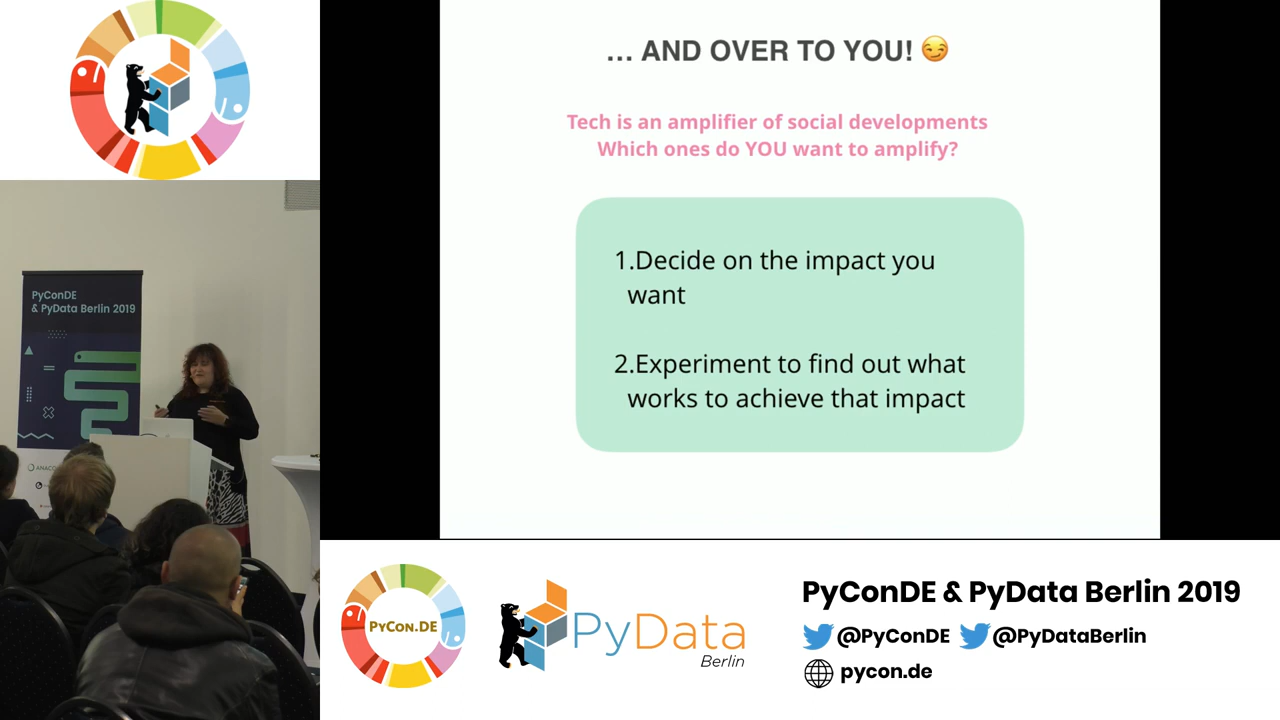 ... AND OVER TO YOU! 😏
Tech is an amplifier of social developments
Which ones do YOU want to amplify?
1.Decide on the impact you
want
2.Experiment to find out what
works to achieve that impact
PyConDE
& PyData Berlin 2019
PYCON.DE
PyData
Berlin
PyConDE & PyData Berlin 2019
@PyConDE @PyDataBerlin
pycon.de